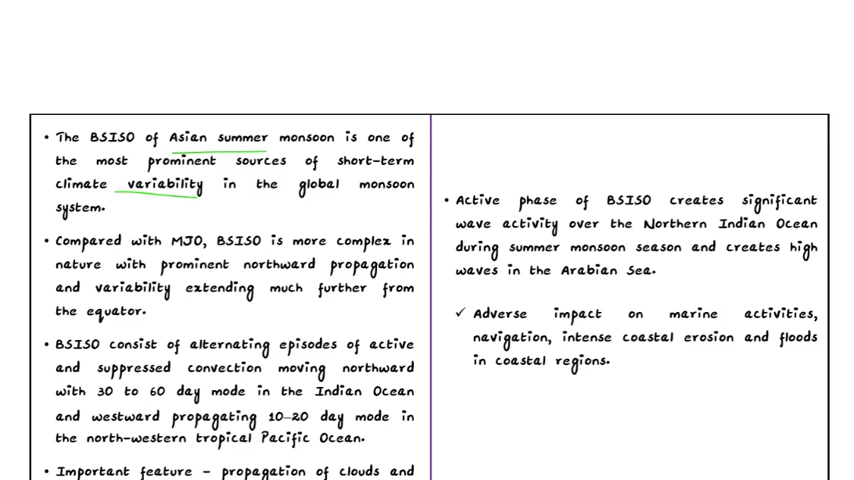 • The BSISO of Asian summer monsoon is one of
the most prominent sources of short-term
climate variability in the global monsoon
system.
• Compared with MJO, BSISO is more complex in
nature with prominent northward propagation
and variability extending much further from
the equator.
• BSISO consist of alternating episodes of active
and suppressed convection moving northward
with 30 to 60 day mode in the Indian Ocean
and westward propagating 10–20 day mode in
the north-western tropical Pacific Ocean.
• Important feature – propagation of clouds and
• Active phase of BSISO creates significant
wave activity over the Northern Indian Ocean
during summer monsoon season and creates high
waves in the Arabian Sea.
✓ Adverse impact on marine activities,
navigation, intense coastal erosion and floods
in coastal regions.